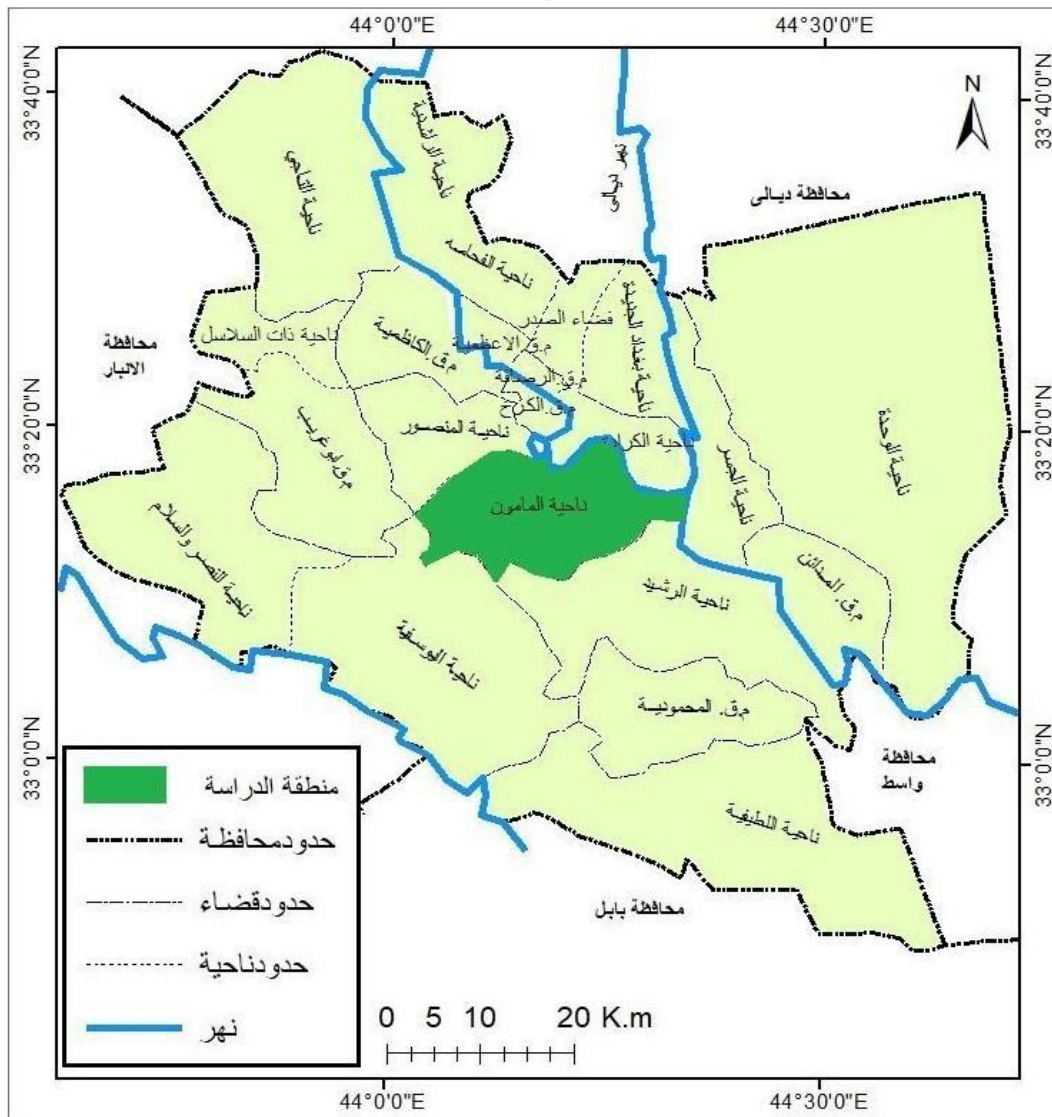 44°0'0"E
44°30'0"E
33°40'0"N
33°40'0"N
N
ناحية الراشدية
ناحية التاجي
نهر ديالى
محافظة ديالى
ناحية الفحامه
قضاء الصدر
ناحية بغداد الجديدة
ناحية ذات السلاسل
م.ق.الكاظمية
م.ق.الاعظمية
محافظة
الانبار
م.ق.الرصافة
م.ق.الكرخ
33°20'0"N
33°20'0"N
ناحية المنصور
ناحية الكرادة
ناحية الوحدة
م.ق.ابوغريب
ناحية الجسر
ناحية المامون
ناحية النصر والسلام
م.ق.المدائن
ناحية الرشيد
ناحية اليوسفية
م.ق. المحمودية
33°0'0"N
33°0'0"N
محافظة
واسط
ناحية اللطيفية
محافظة بابل
منطقة الدراسة
حدودمحافظة
حدودقضاء
حدودناحية
نهر
0 5 10 20 K.m
44°0'0"E
44°30'0"E